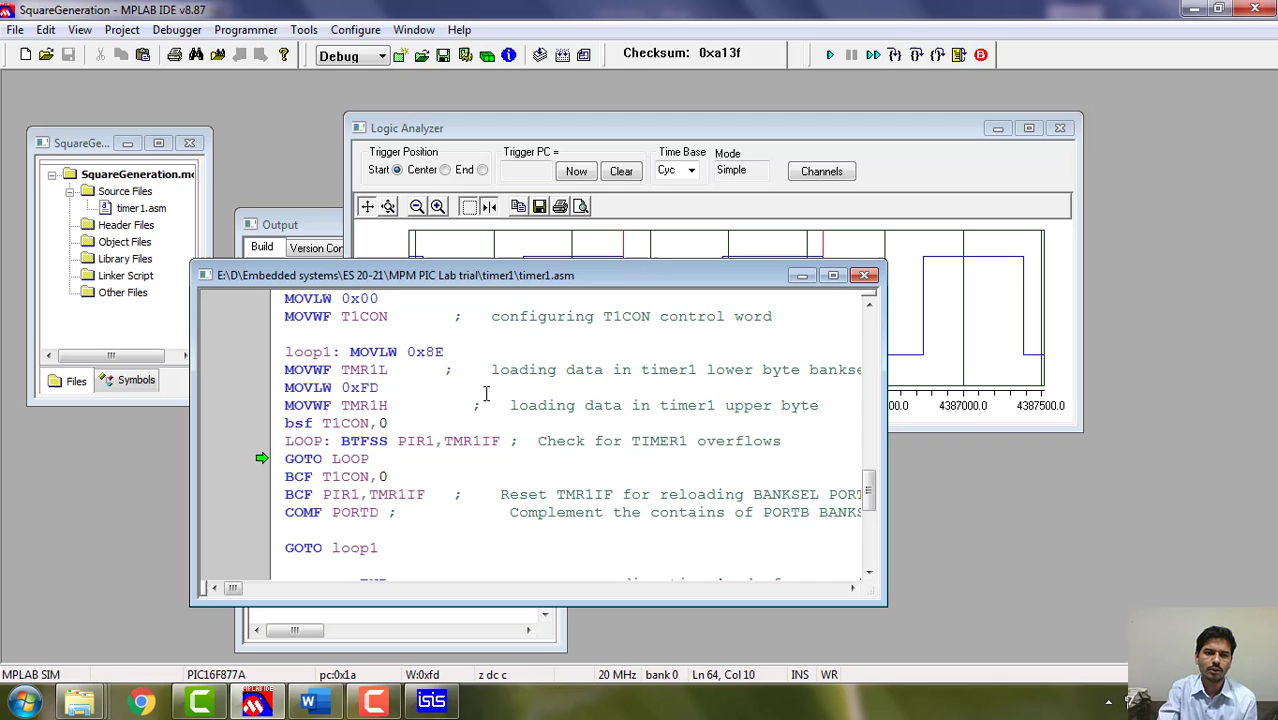 SquareGeneration - MPLAB IDE v8.87
File Edit View Project Debugger Programmer Tools Configure Window Help
Debug
Checksum: 0xa13f
SquareGe...
SquareGeneration.mc
Source Files
timer1.asm
Header Files
Object Files
Library Files
Linker Script
Other Files
Files Symbols
Output
Build Version Con
Logic Analyzer
Trigger Position
Start Center End
Trigger PC =
Now Clear
Time Base
Cyc
Mode
Simple
Channels
4387000.0 4387500.0
E:\D\Embedded systems\ES 20-21\MPM PIC Lab trial\timer1\timer1.asm
MOVLW 0x00
MOVWF T1CON ; configuring T1CON control word
loop1: MOVLW 0x8E
MOVWF TMR1L ; loading data in timer1 lower byte bankse
MOVLW 0xFD
MOVWF TMR1H ; loading data in timer1 upper byte
bsf T1CON,0
LOOP: BTFSS PIR1,TMR1IF ; Check for TIMER1 overflows
GOTO LOOP
BCF T1CON,0
BCF PIR1,TMR1IF ; Reset TMR1IF for reloading BANKSEL PORT
COMF PORTD ; Complement the contains of PORTB BANKS
GOTO loop1
MPLAB SIM PIC16F877A pc:0x1a W:0xfd z dc c 20 MHz bank 0 Ln 64, Col 10 INS WR
MPLAB IDE
isis